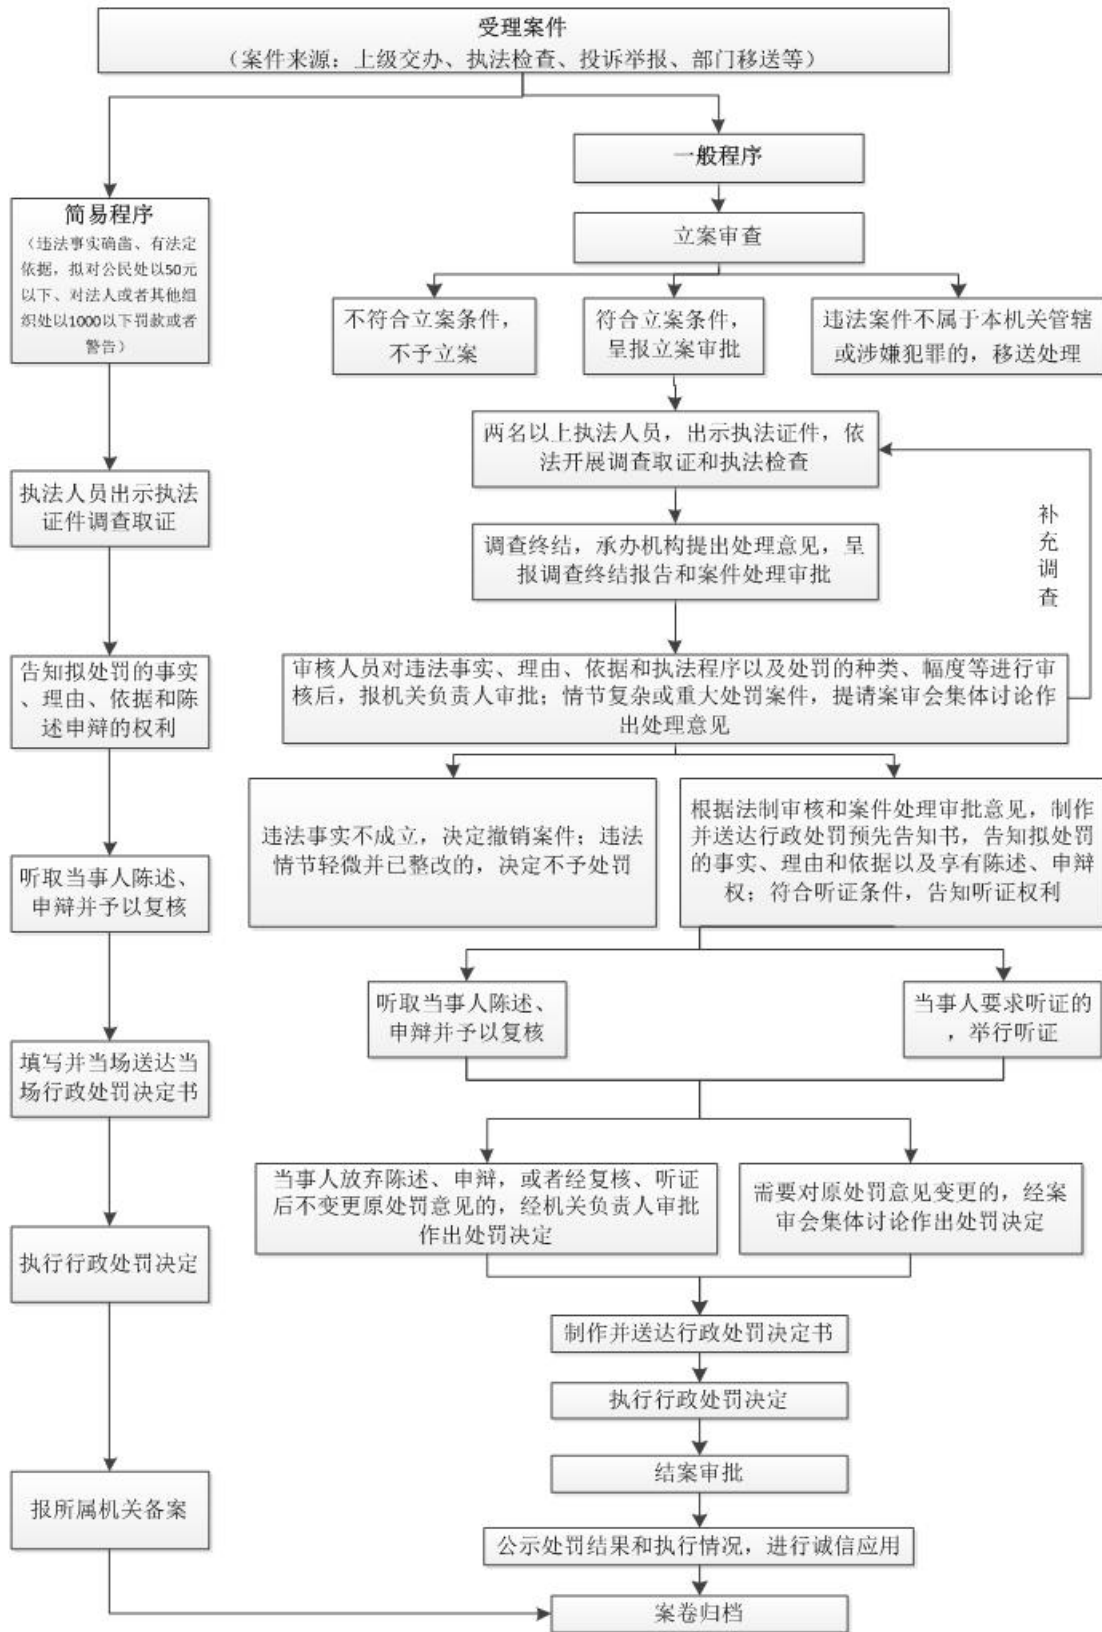 受理案件
（案件来源：上级交办、执法检查、投诉举报、部门移送等）
简易程序
（违法事实确凿、有法定
依据，拟对公民处以50元
以下、对法人或者其他组
织处以1000以下罚款或者
警告）
执法人员出示执法
证件调查取证
告知拟处罚的事实
、理由、依据和陈
述申辩的权利
听取当事人陈述、
申辩并予以复核
填写并当场送达当
场行政处罚决定书
执行行政处罚决定
报所属机关备案
一般程序
立案审查
不符合立案条件，
不予立案
符合立案条件，
呈报立案审批
违法案件不属于本机关管辖
或涉嫌犯罪的，移送处理
两名以上执法人员，出示执法证件，依
法开展调查取证和执法检查
调查终结，承办机构提出处理意见，呈
报调查终结报告和案件处理审批
补
充
调
查
审核人员对违法事实、理由、依据和执法程序以及处罚的种类、幅度等进行审
核后，报机关负责人审批；情节复杂或重大处罚案件，提请案审会集体讨论作
出处理意见
违法事实不成立，决定撤销案件；违法
情节轻微并已整改的，决定不予处罚
根据法制审核和案件处理审批意见，制作
并送达行政处罚预先告知书，告知拟处罚
的事实、理由和依据以及享有陈述、申辩
权；符合听证条件，告知听证权利
听取当事人陈述、
申辩并予以复核
当事人要求听证的
，举行听证
当事人放弃陈述、申辩，或者经复核、听证
后不变更原处罚意见的，经机关负责人审批
作出处罚决定
需要对原处罚意见变更的，经案
审会集体讨论作出处罚决定
制作并送达行政处罚决定书
执行行政处罚决定
结案审批
公示处罚结果和执行情况，进行诚信应用
案卷归档